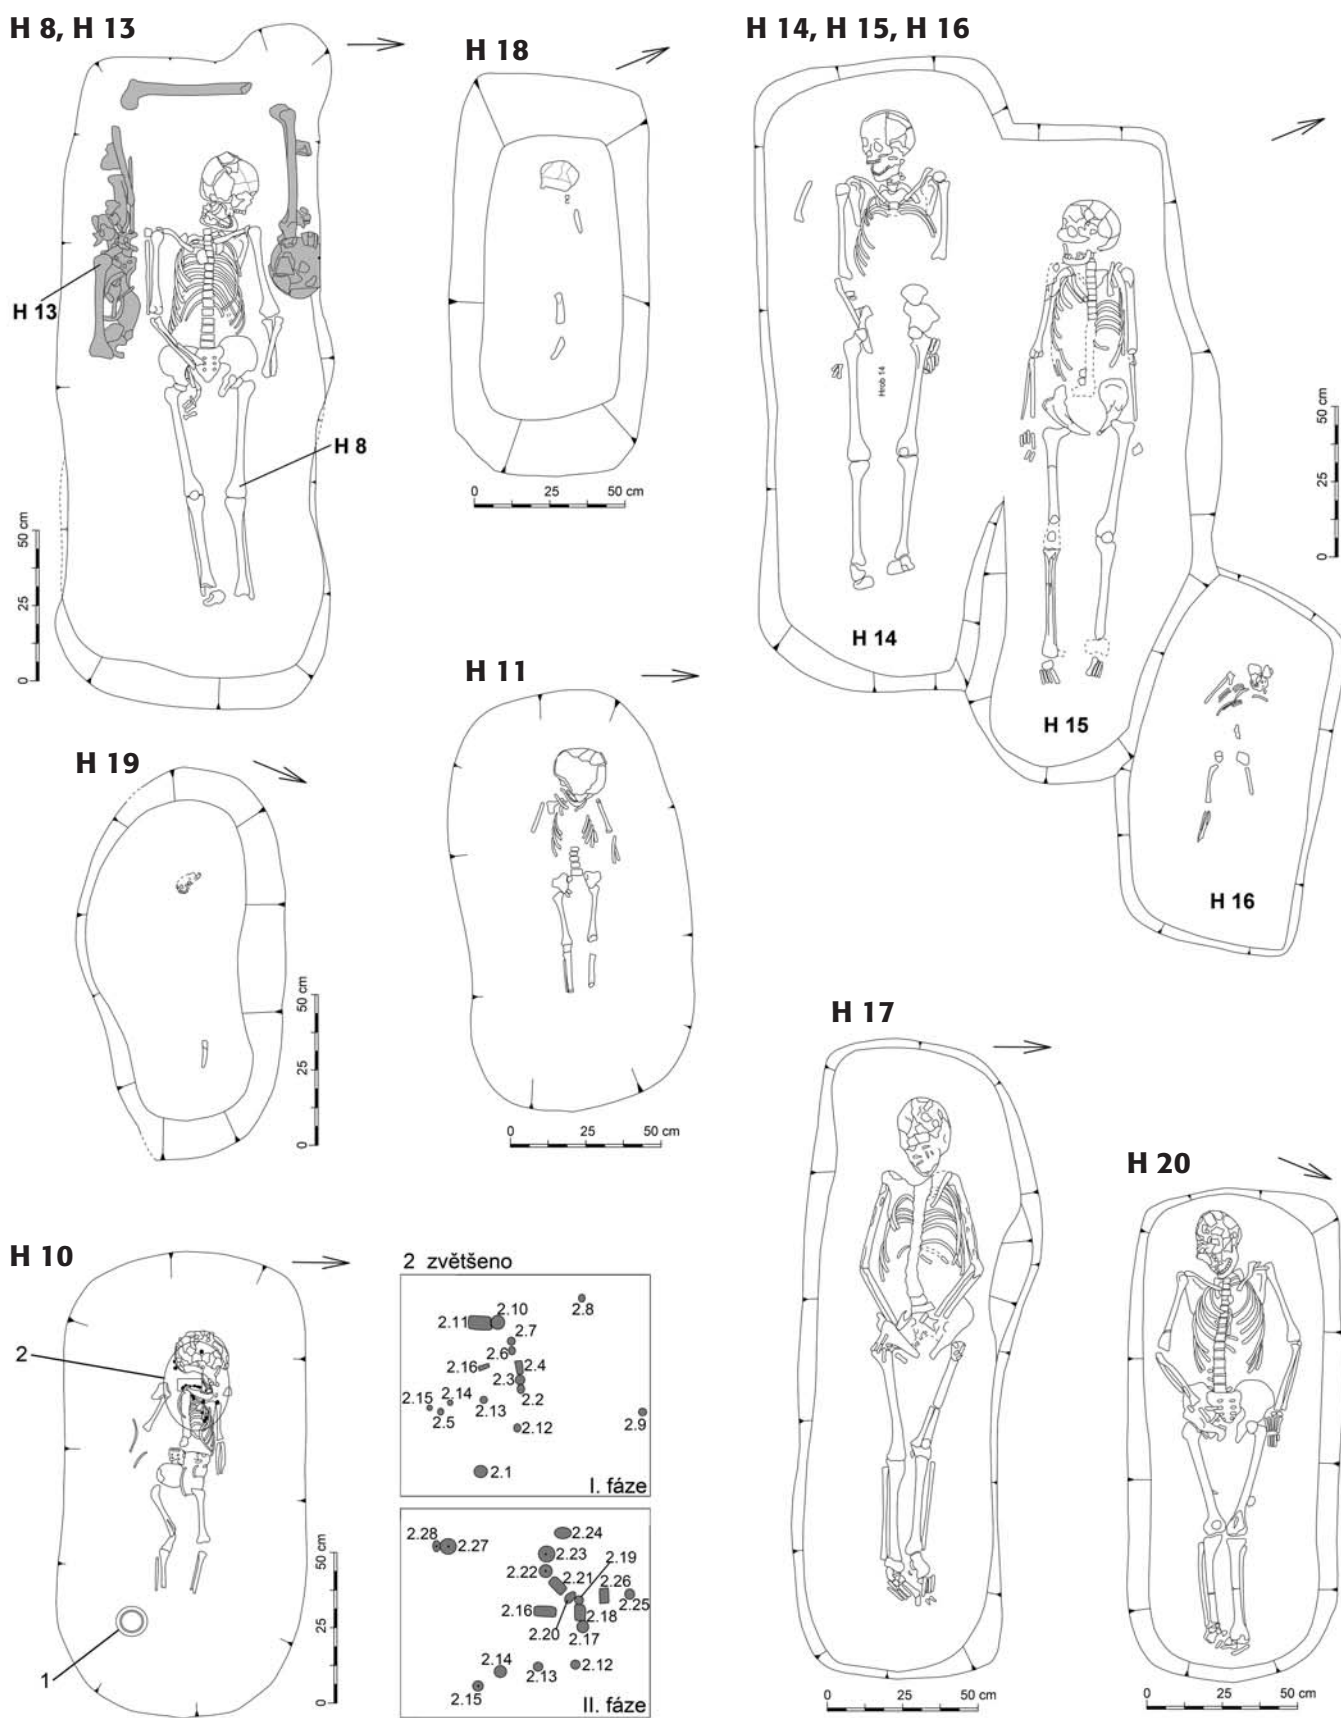 H 8, H 13
H 13
H 8
50 cm
25
0
H 18
0 25 50 cm
H 14, H 15, H 16
Hrob 14
H 14
H 15
H 16
50 cm
25
0
H 19
50 cm
25
0
H 11
0 25 50 cm
H 17
0 25 50 cm
H 20
0 25 50 cm
H 10
2
1
50 cm
25
0
2 zvětšeno
2.8
2.10
2.11
2.7
2.6
2.16
2.4
2.3
2.2
2.15
2.14
2.5
2.13
2.12
2.9
2.1
I. fáze
2.28
2.27
2.24
2.23
2.19
2.22
2.21
2.26
2.25
2.16
2.18
2.20
2.17
2.14
2.13
2.12
2.15
II. fáze